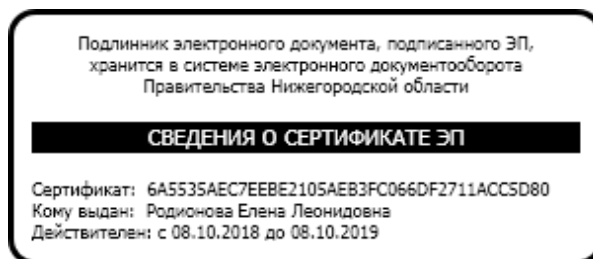 Подлинник электронного документа, подписанного ЭП,
хранится в системе электронного документооборота
Правительства Нижегородской области
СВЕДЕНИЯ О СЕРТИФИКАТЕ ЭП
Сертификат: 6A5535AEC7EEBE2105AEB3FC066DF2711ACC5D80
Кому выдан: Родионова Елена Леонидовна
Действителен: с 08.10.2018 до 08.10.2019